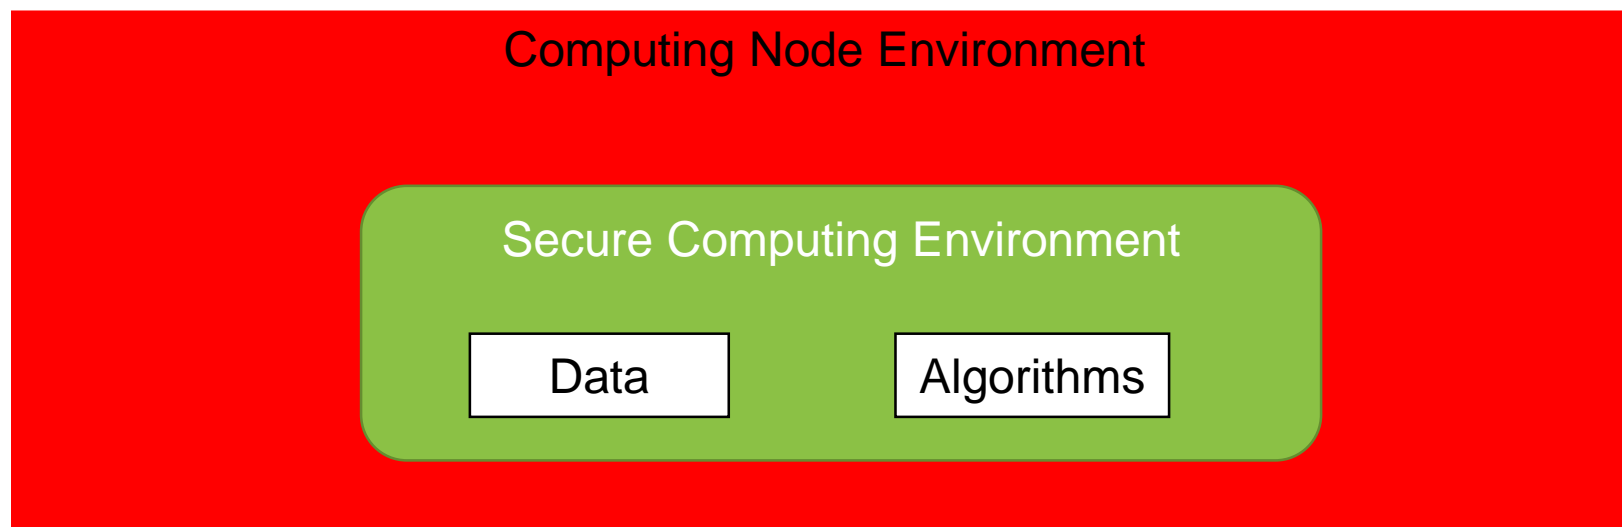 Computing Node Environment
Secure Computing Environment
Data
Algorithms